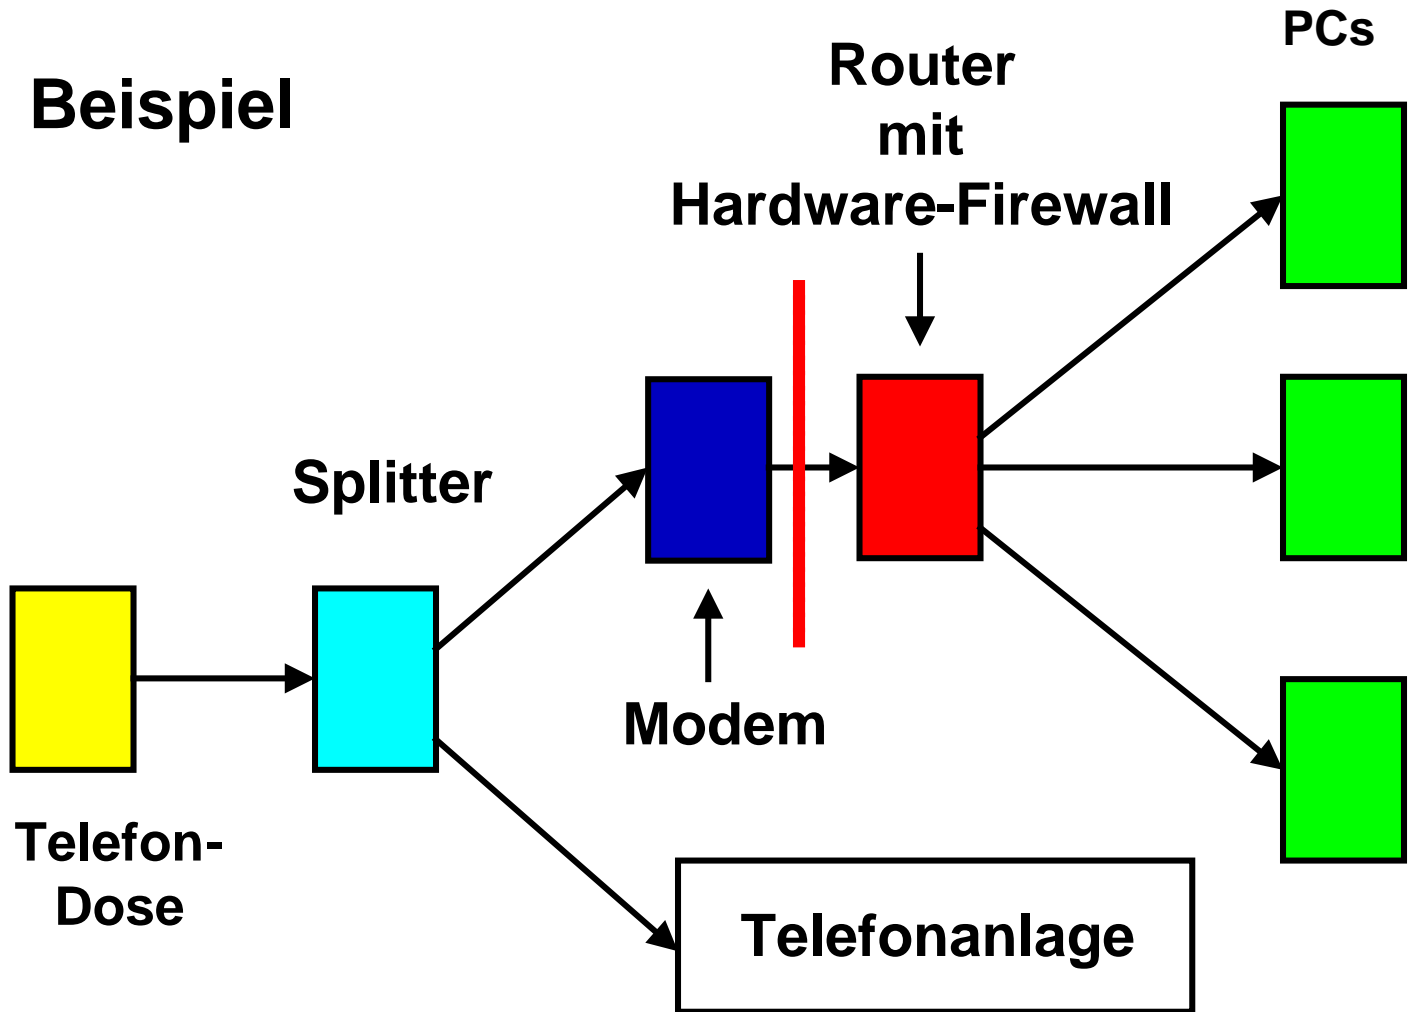 Beispiel
PCs
Router
mit
Hardware-Firewall
Splitter
Modem
Telefon-
Dose
Telefonanlage